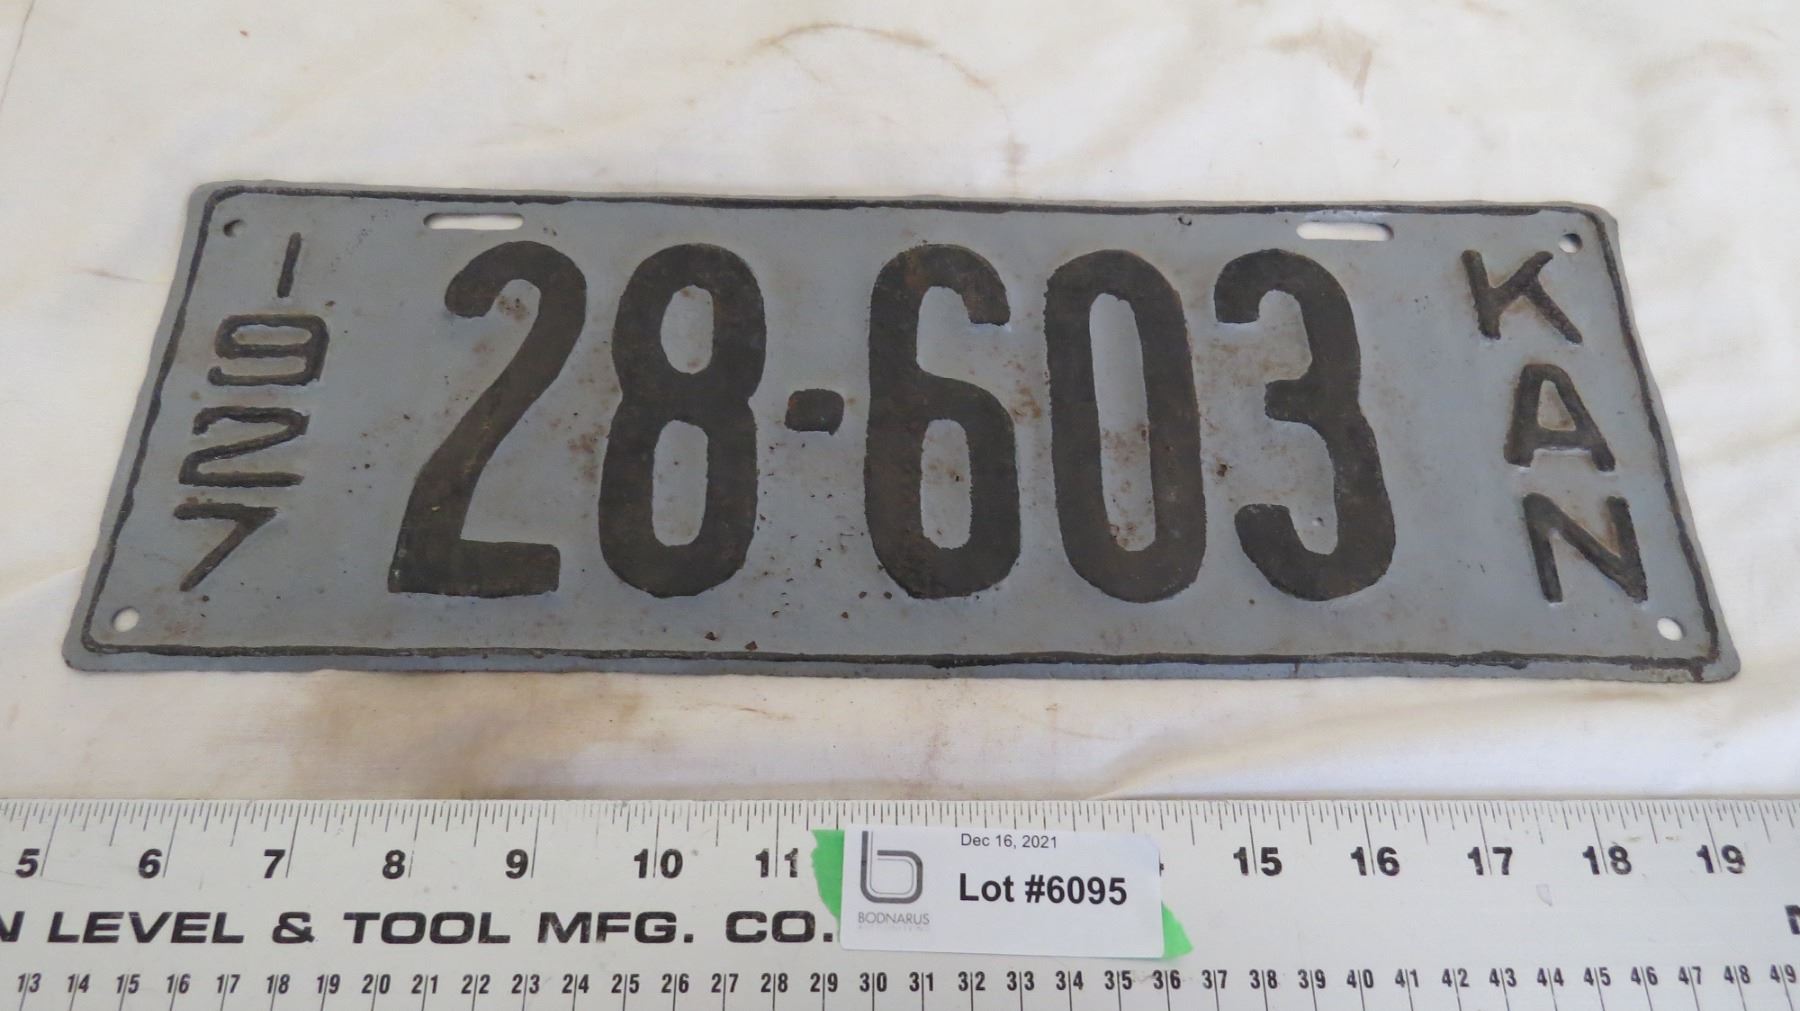 1927
28-603
KAN
5 6 7 8 9 10 11 15 16 17 18 19
Dec 16, 2021
Lot #6095
BODNARUS
LEVEL & TOOL MFG. CO.
13 14 15 16 17 18 19 20 21 22 23 24 25 26 27 28 29 30 31 32 33 34 35 36 37 38 39 40 41 42 43 44 45 46 47 48 49